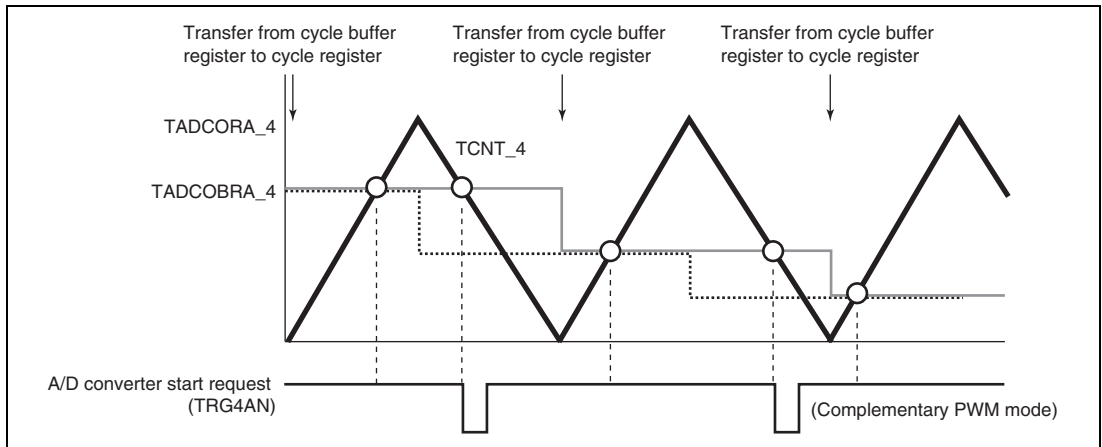 Transfer from cycle buffer
register to cycle register
Transfer from cycle buffer
register to cycle register
Transfer from cycle buffer
register to cycle register
TADCORA_4
TCNT_4
TADCOBRA_4
A/D converter start request
(TRG4AN)
(Complementary PWM mode)